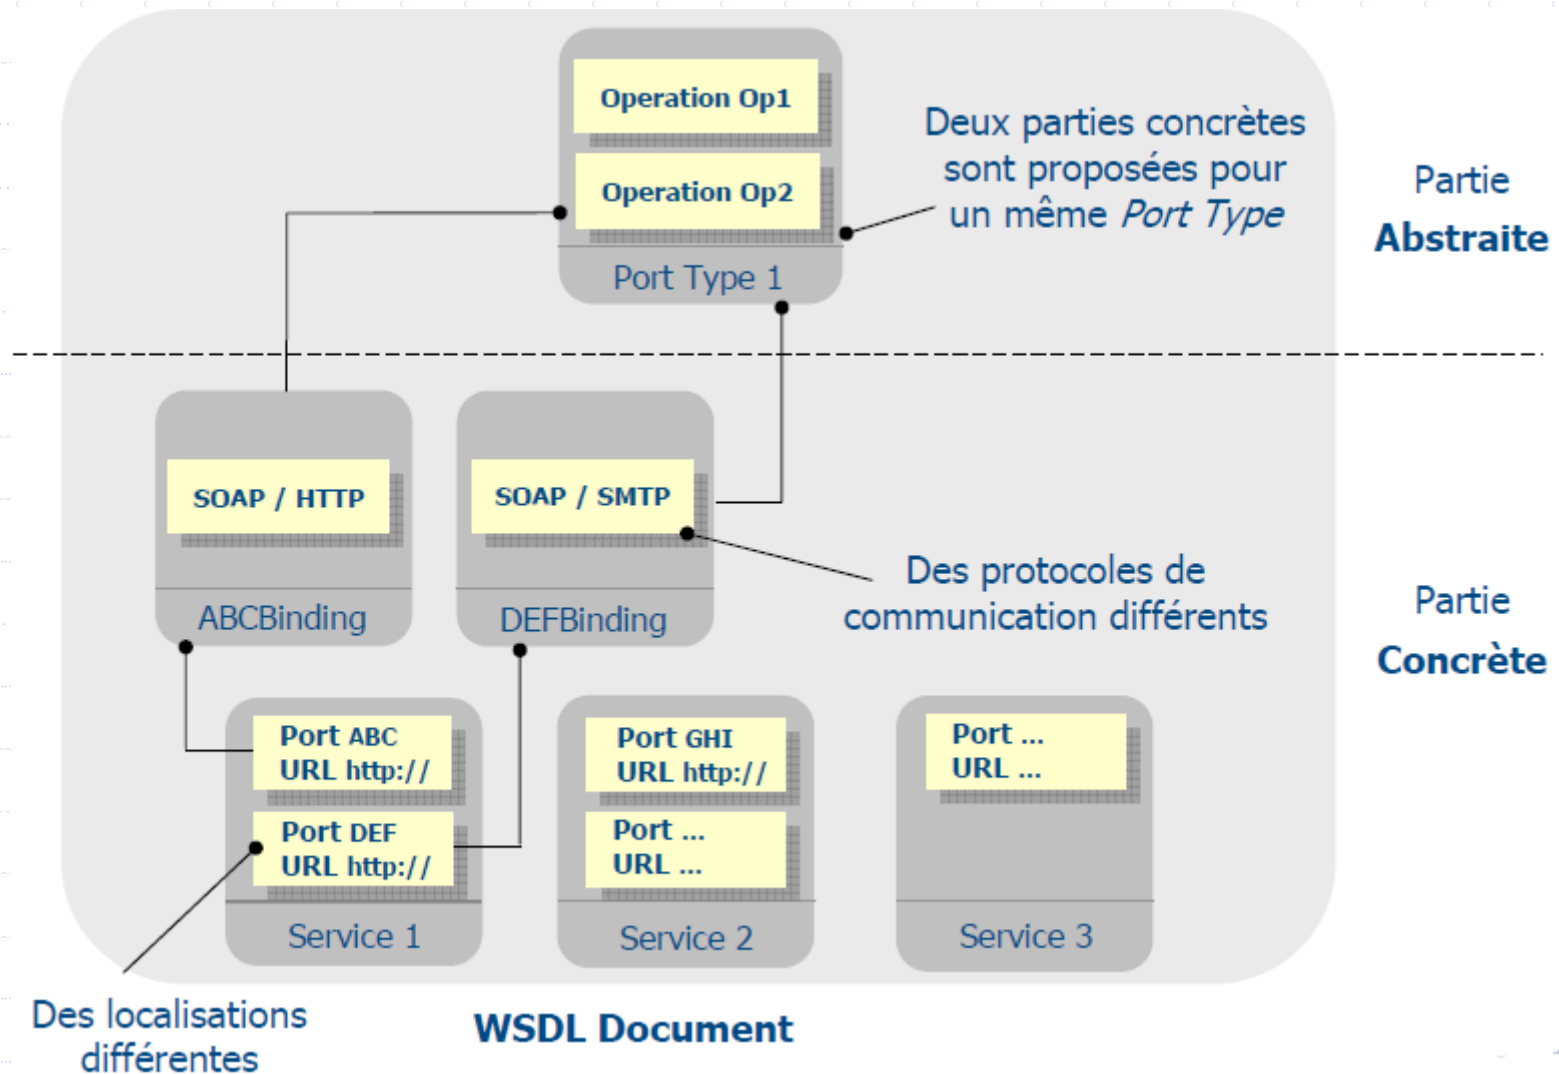 Operation Op1
Operation Op2
Port Type 1
Deux parties concrètes
sont proposées pour
un même Port Type
Partie
Abstraite
SOAP / HTTP
ABCBinding
SOAP / SMTP
DEFBinding
Des protocoles de
communication différents
Partie
Concrète
Port ABC
URL http://
Port DEF
URL http://
Service 1
Port GHI
URL http://
Port ...
URL ...
Service 2
Port ...
URL ...
Service 3
Des localisations
différentes
WSDL Document